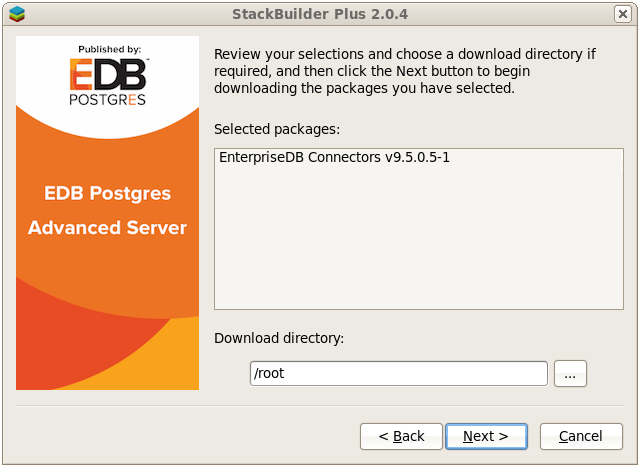 StackBuilder Plus 2.0.4
Published by:
EDB™
POSTGRES
EDB Postgres
Advanced Server
Review your selections and choose a download directory if
required, and then click the Next button to begin
downloading the packages you have selected.
Selected packages:
EnterpriseDB Connectors v9.5.0.5-1
Download directory:
/root
...
< Back
Next >
Cancel